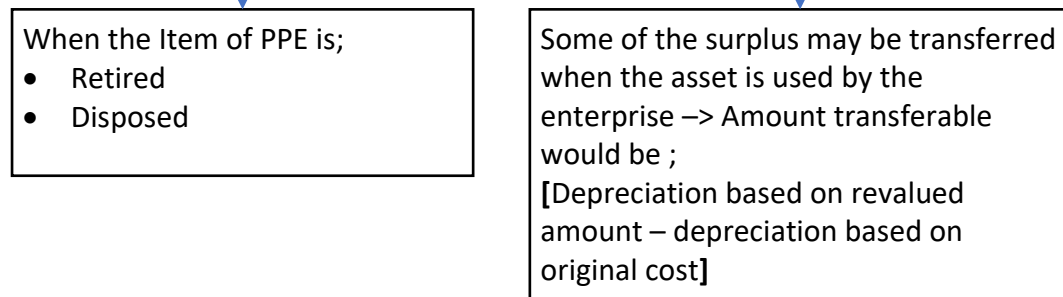 When the Item of PPE is;
• Retired
• Disposed
Some of the surplus may be transferred
when the asset is used by the
enterprise –> Amount transferable
would be ;
[Depreciation based on revalued
amount – depreciation based on
original cost]